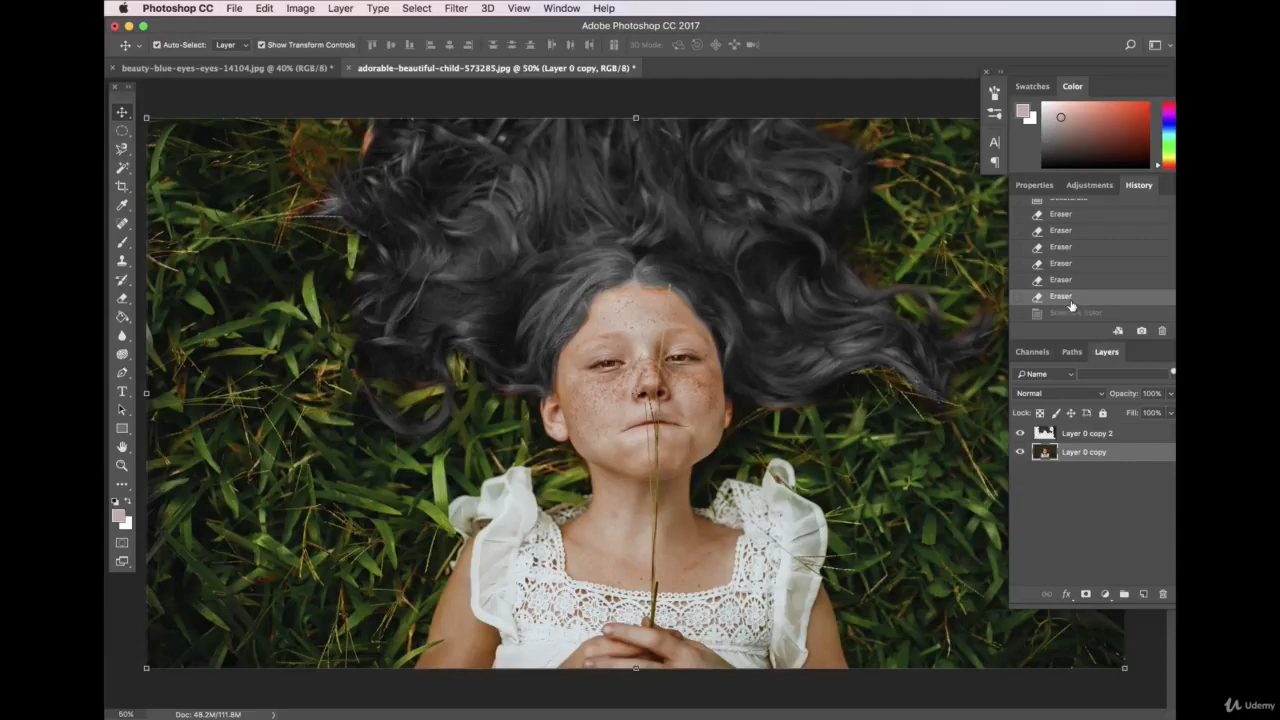 Photoshop CC File Edit Image Layer Type Select Filter 3D View Window Help
Adobe Photoshop CC 2017
Auto-Select: Layer Show Transform Controls 3D Mode:
beauty-blue-eyes-eyes-14104.jpg @ 40% (RGB/8) * adorable-beautiful-child-573285.jpg @ 50% (Layer 0 copy, RGB/8) *
Swatches Color
Properties Adjustments History
Eraser
Eraser
Eraser
Eraser
Eraser
Eraser
Channels Paths Layers
Name
Normal Opacity: 100%
Lock: Fill: 100%
Layer 0 copy 2
Layer 0 copy
fx
50% Doc: 48.2M/111.8M
Udemy